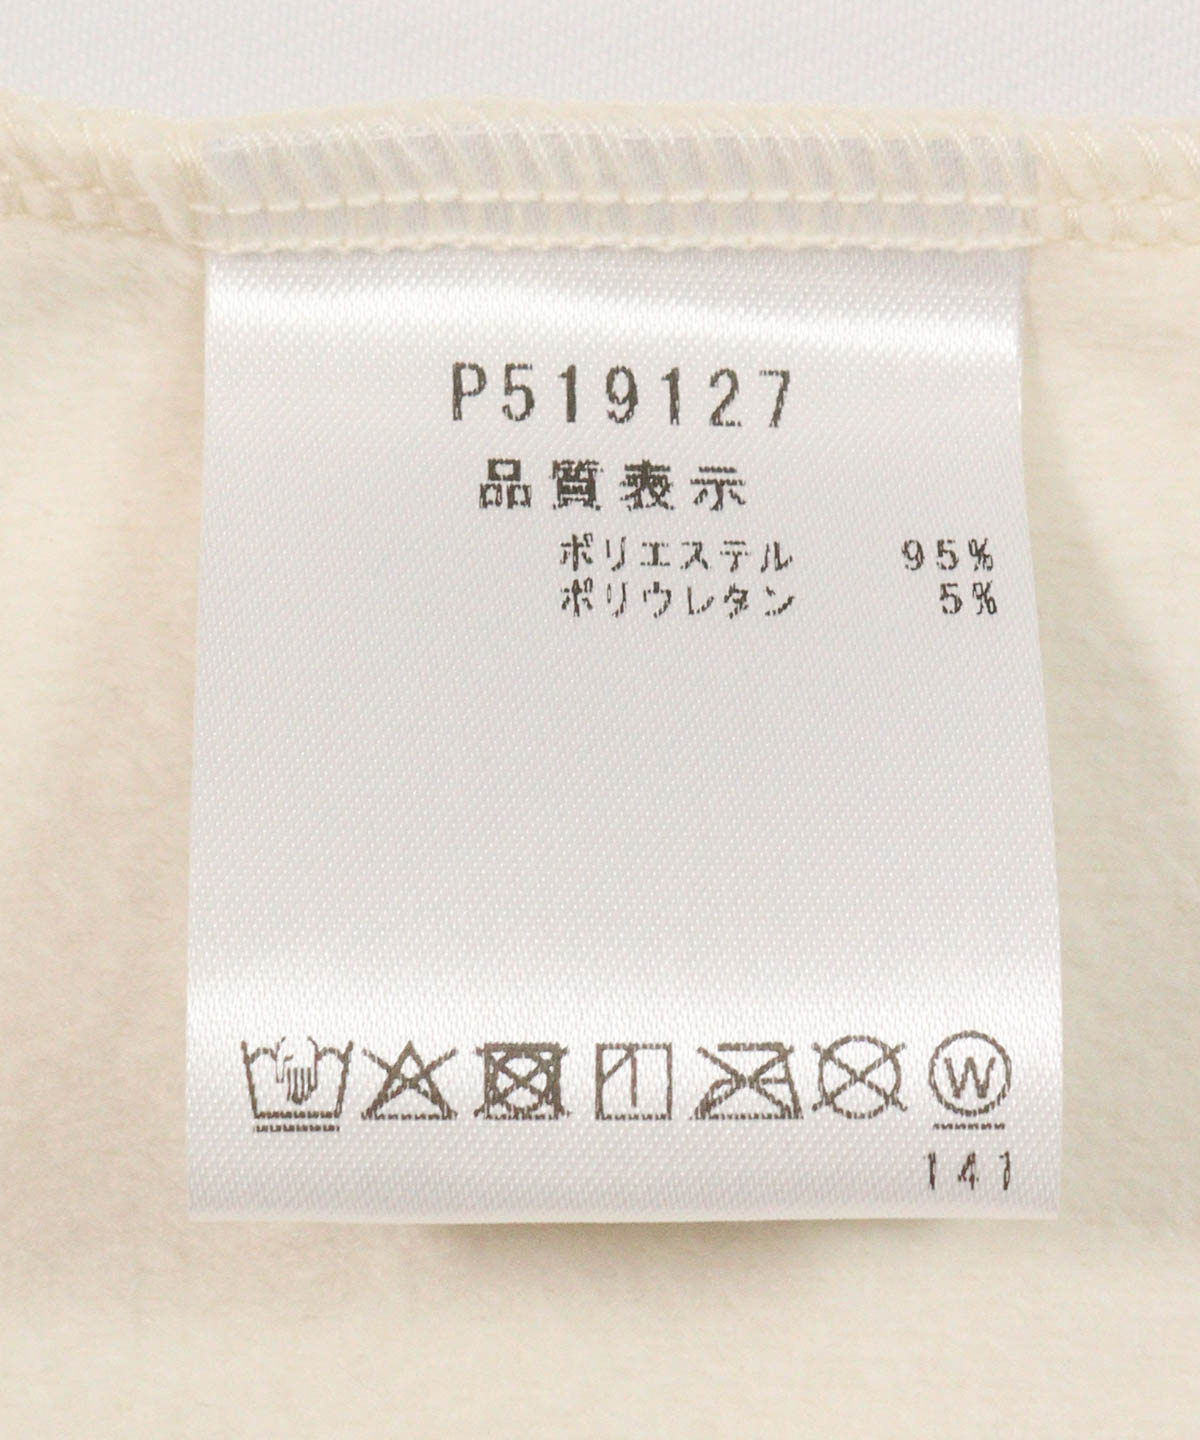 P519127
品質表示
ポリエステル 95%
ポリウレタン 5%
W
141